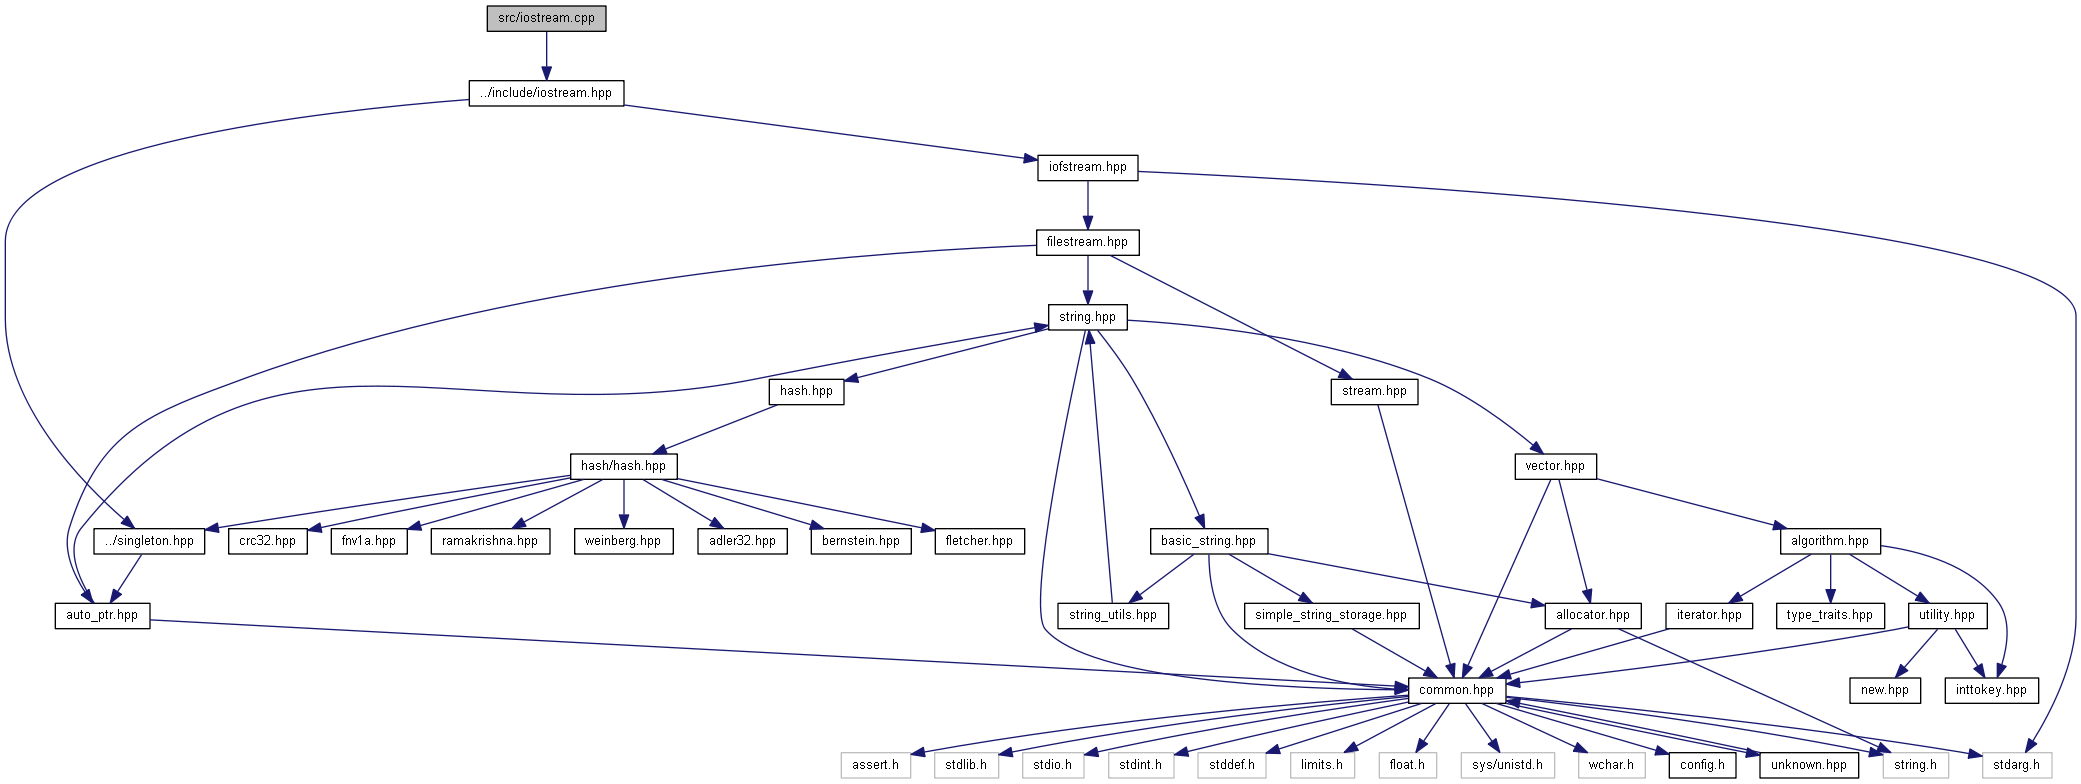 src/iostream.cpp
../include/iostream.hpp
iofstream.hpp
filestream.hpp
string.hpp
hash.hpp
stream.hpp
hash/hash.hpp
vector.hpp
../singleton.hpp
crc32.hpp
fnv1a.hpp
ramakrishna.hpp
weinberg.hpp
adler32.hpp
bernstein.hpp
fletcher.hpp
basic_string.hpp
algorithm.hpp
auto_ptr.hpp
string_utils.hpp
simple_string_storage.hpp
allocator.hpp
iterator.hpp
type_traits.hpp
utility.hpp
common.hpp
new.hpp
inttokey.hpp
assert.h
stdlib.h
stdio.h
stdint.h
stddef.h
limits.h
float.h
sys/unistd.h
wchar.h
config.h
unknown.hpp
string.h
stdarg.h